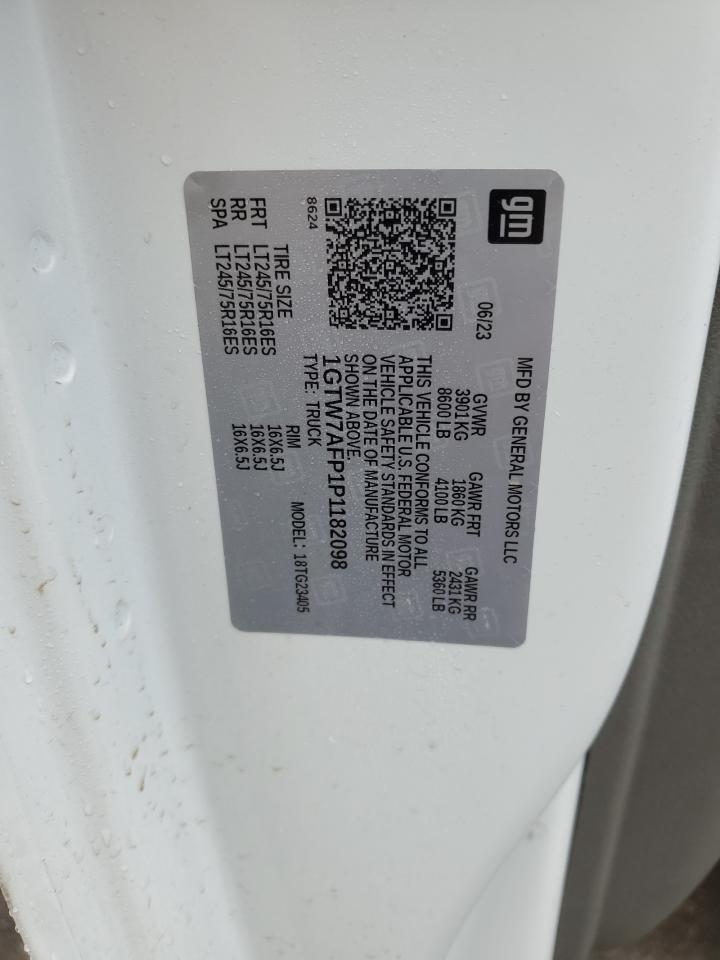 gm
MFD BY GENERAL MOTORS LLC
06/23
GVWR GAWR FRT GAWR RR
3901 KG 1860 KG 2431 KG
8600 LB 4100 LB 5360 LB
THIS VEHICLE CONFORMS TO ALL
APPLICABLE U.S. FEDERAL MOTOR
VEHICLE SAFETY STANDARDS IN EFFECT
ON THE DATE OF MANUFACTURE
SHOWN ABOVE.
1GTW7AFP1P1182098
TYPE: TRUCK MODEL: 18TG23405
8624
TIRE SIZE RIM
FRT LT245/75R16ES 16X6.5J
RR LT245/75R16ES 16X6.5J
SPA LT245/75R16ES 16X6.5J